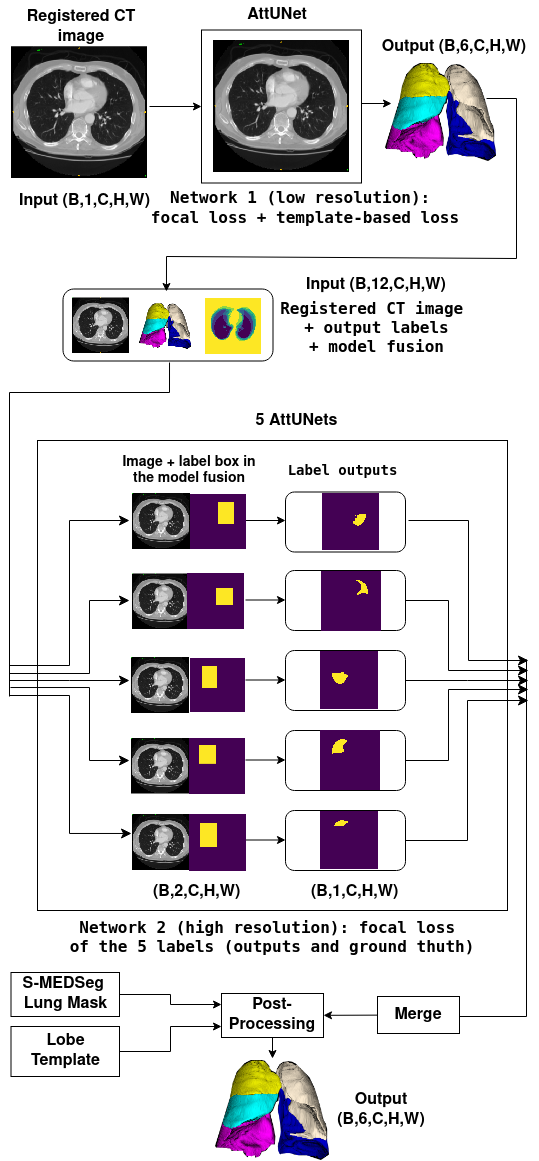 Registered CT
image
AttUNet
Output (B,6,C,H,W)
Input (B,1,C,H,W)
Network 1 (low resolution):
focal loss + template-based loss
Input (B,12,C,H,W)
Registered CT image
+ output labels
+ model fusion
5 AttUNets
Image + label box in
the model fusion
Label outputs
(B,2,C,H,W)
(B,1,C,H,W)
Network 2 (high resolution): focal loss
of the 5 labels (outputs and ground thuth)
S-MEDSeg
Lung Mask
Lobe
Template
Post-
Processing
Merge
Output
(B,6,C,H,W)